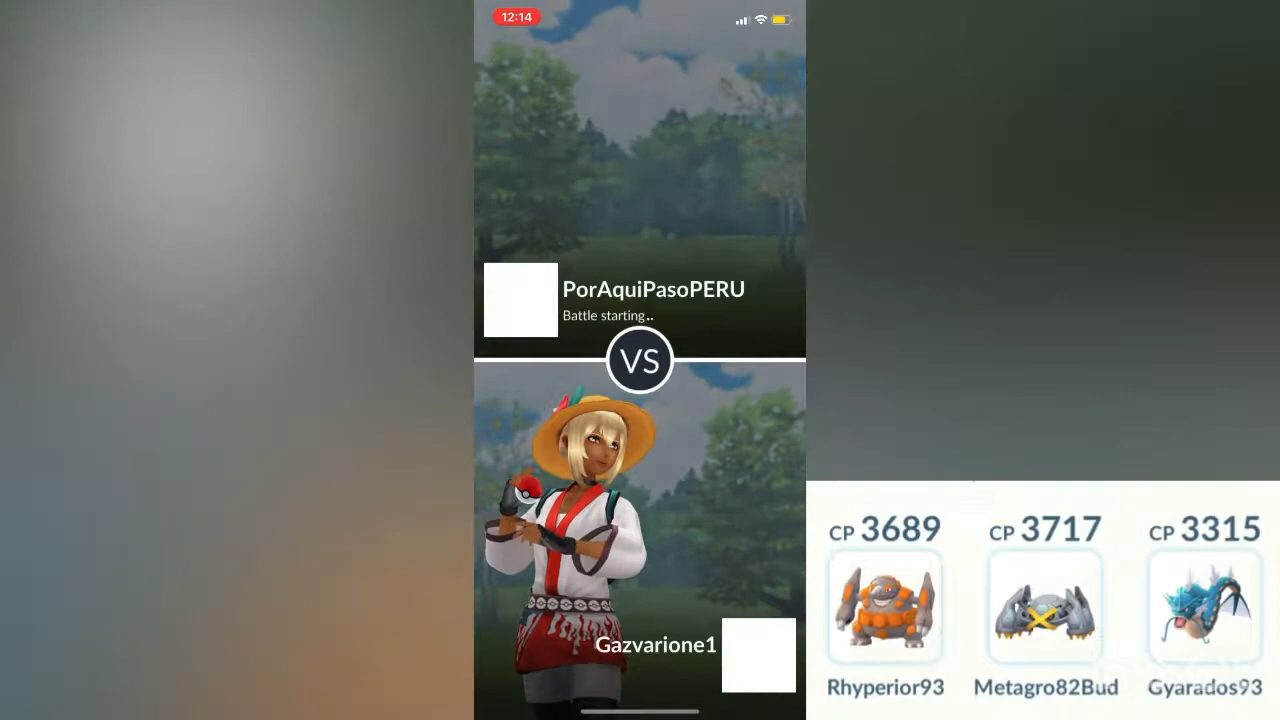 12:14
PorAquiPasoPERU
Battle starting..
VS
Gazvarione1
CP 3689
CP 3717
CP 3315
Rhyperior93
Metagro82Bud
Gyarados93